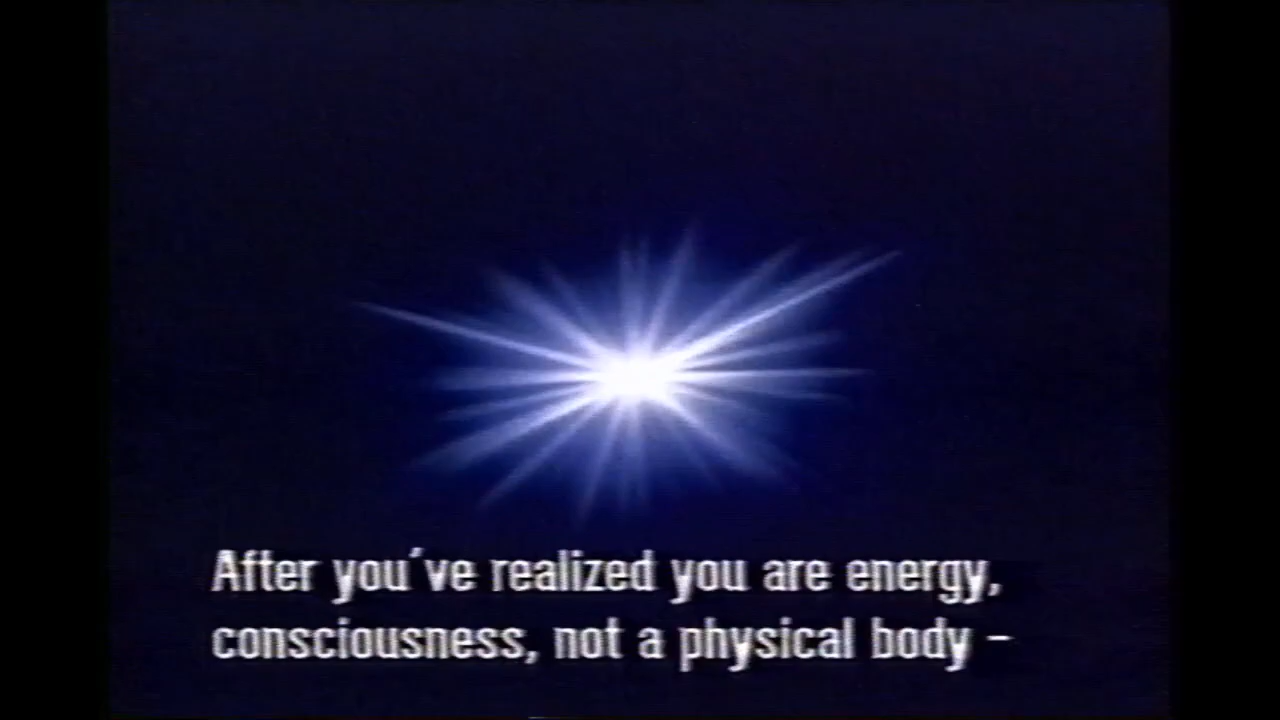 After you've realized you are energy,
consciousness, not a physical body -